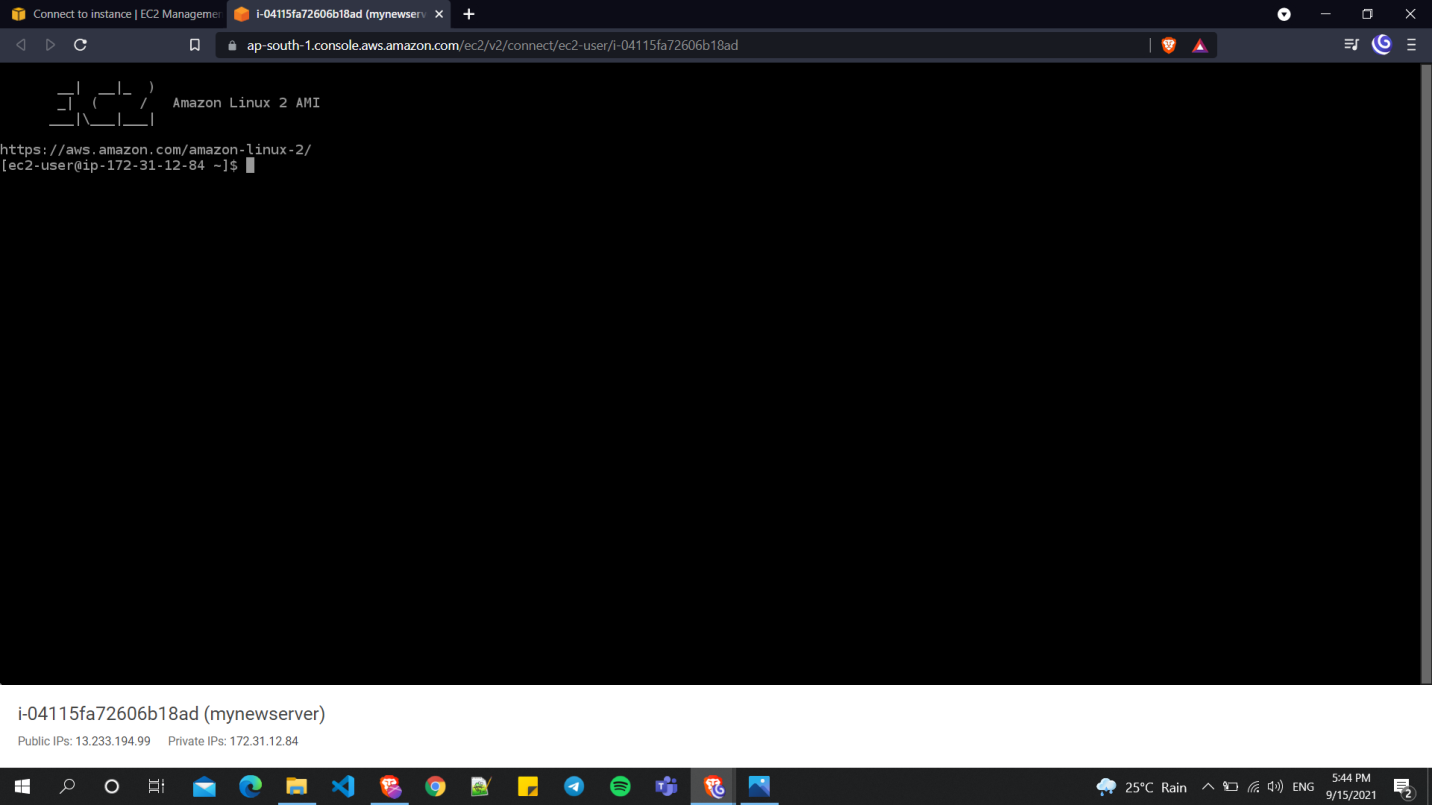 Connect to instance | EC2 Managemen
i-04115fa72606b18ad (mynewserv
ap-south-1.console.aws.amazon.com/ec2/v2/connect/ec2-user/i-04115fa72606b18ad
__|  __|_  )
_|  (     /   Amazon Linux 2 AMI
___|\___|___|
https://aws.amazon.com/amazon-linux-2/
[ec2-user@ip-172-31-12-84 ~]$
i-04115fa72606b18ad (mynewserver)
Public IPs: 13.233.194.99 Private IPs: 172.31.12.84
25°C Rain ENG
5:44 PM
9/15/2021
2